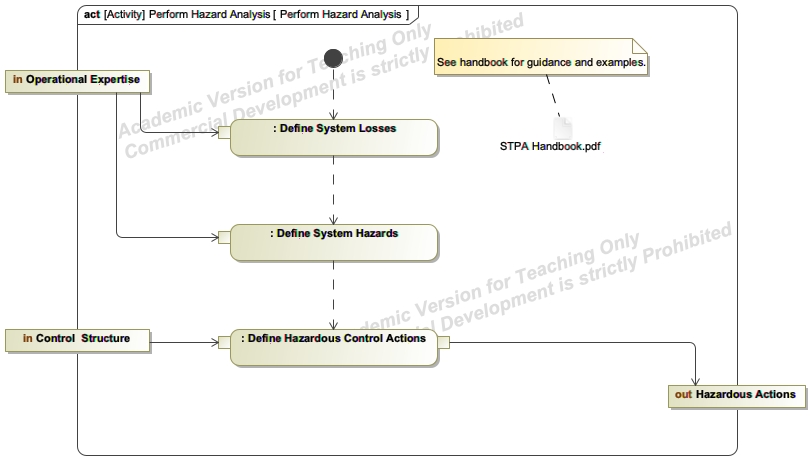 act [Activity] Perform Hazard Analysis [ Perform Hazard Analysis ]
Academic Version for Teaching Only
Commercial Development is strictly Prohibited
See handbook for guidance and examples.
in Operational Expertise
: Define System Losses
STPA Handbook.pdf
: Define System Hazards
demic Version for Teaching Only
al Development is strictly Prohibited
in Control Structure
: Define Hazardous Control Actions
out Hazardous Actions